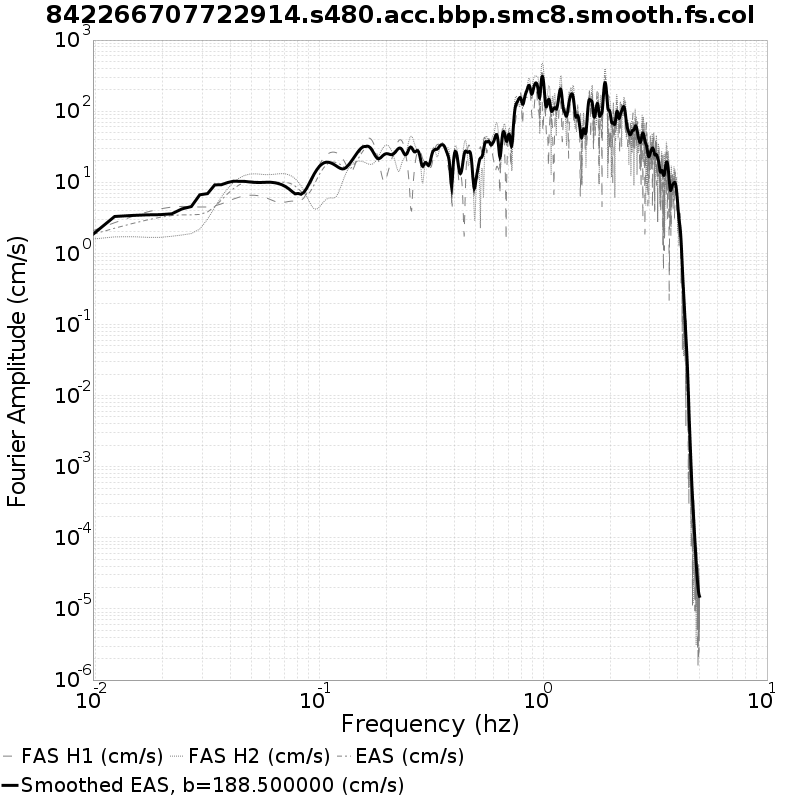 8422667077​22914.s480.acc.bbp.smc8.smooth.fs.col
10^3
10^2
10^1
10^0
10^-1
10^-2
10^-3
10^-4
10^-5
10^-6
Fourier Amplitude (cm/s)
10^-2 10^-1 10^0 10^1
Frequency (hz)
FAS H1 (cm/s) FAS H2 (cm/s) EAS (cm/s)
Smoothed EAS, b=188.500000 (cm/s)